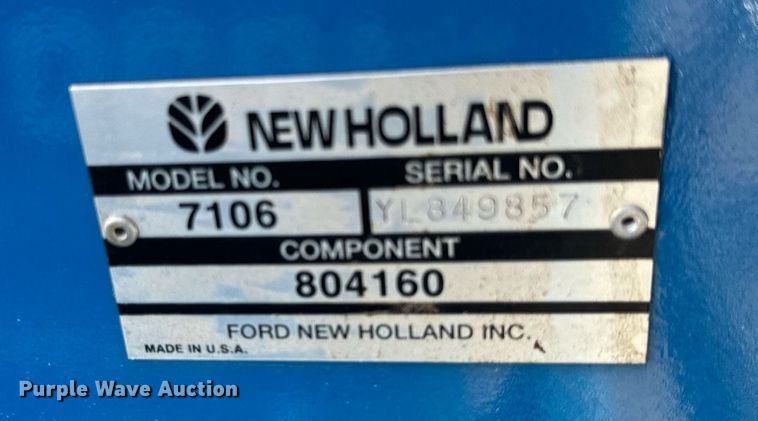 NEW HOLLAND
MODEL NO. SERIAL NO.
7106 YL849857
COMPONENT
804160
FORD NEW HOLLAND INC.
MADE IN U.S.A.
Purple Wave Auction